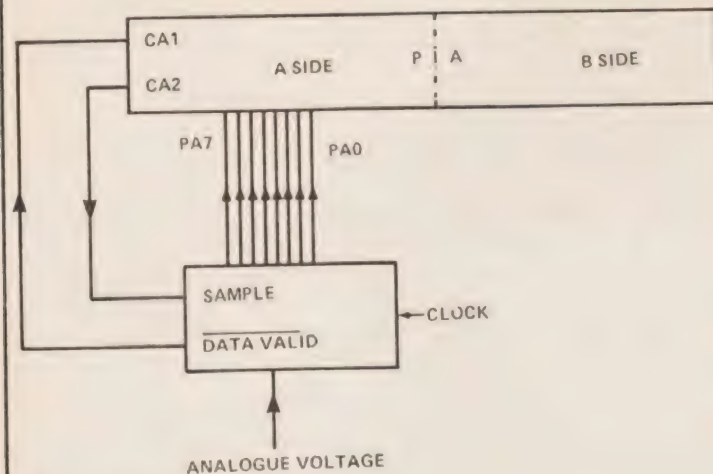 CA1
CA2
A SIDE
P I A
B SIDE
PA7
PA0
SAMPLE
DATA VALID
CLOCK
ANALOGUE VOLTAGE